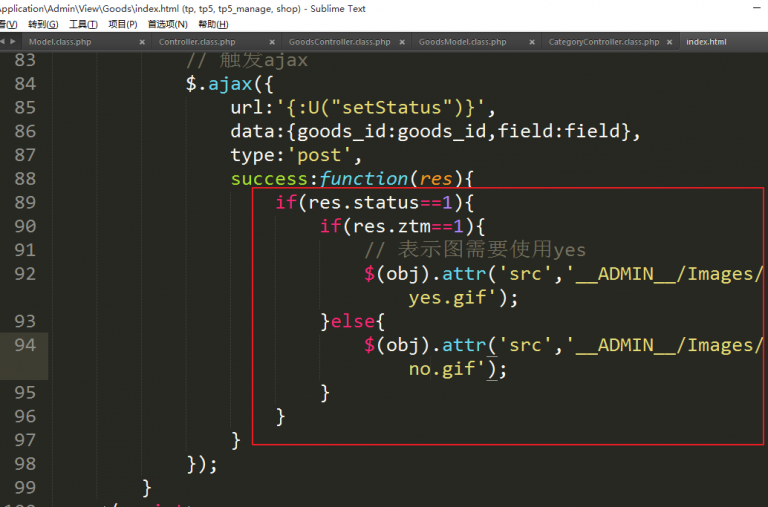 Application\Admin\View\Goods\index.html (tp, tp5, tp5_manage, shop) - Sublime Text
看(V) 转到(G) 工具(T) 项目(P) 首选项(N) 帮助(H)
Model.class.php × Controller.class.php × GoodsController.class.php × GoodsModel.class.php × CategoryController.class.php × index.html
83 // 触发ajax
84 $.ajax({
85 url:'{:U("setStatus")}',
86 data:{goods_id:goods_id,field:field},
87 type:'post',
88 success:function(res){
89 if(res.status==1){
90 if(res.ztm==1){
91 // 表示图需要使用yes
92 $(obj).attr('src','__ADMIN__/Images/
yes.gif');
93 }else{
94 $(obj).attr('src','__ADMIN__/Images/
no.gif');
95 }
96 }
97 }
98 });
99 }